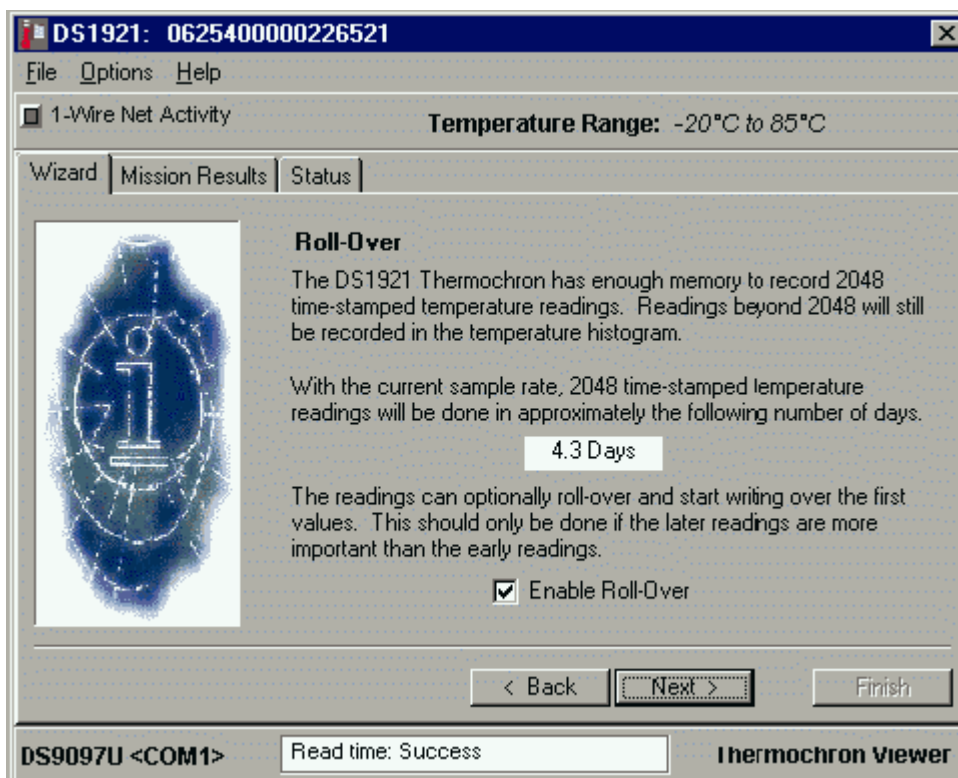 DS1921: 0625400000226521
File Options Help
1-Wire Net Activity
Temperature Range: -20°C to 85°C
Wizard Mission Results Status
Roll-Over
The DS1921 Thermochron has enough memory to record 2048
time-stamped temperature readings. Readings beyond 2048 will still
be recorded in the temperature histogram.
With the current sample rate, 2048 time-stamped temperature
readings will be done in approximately the following number of days.
4.3 Days
The readings can optionally roll-over and start writing over the first
values. This should only be done if the later readings are more
important than the early readings.
Enable Roll-Over
< Back Next > Finish
DS9097U <COM1> Read time: Success Thermochron Viewer